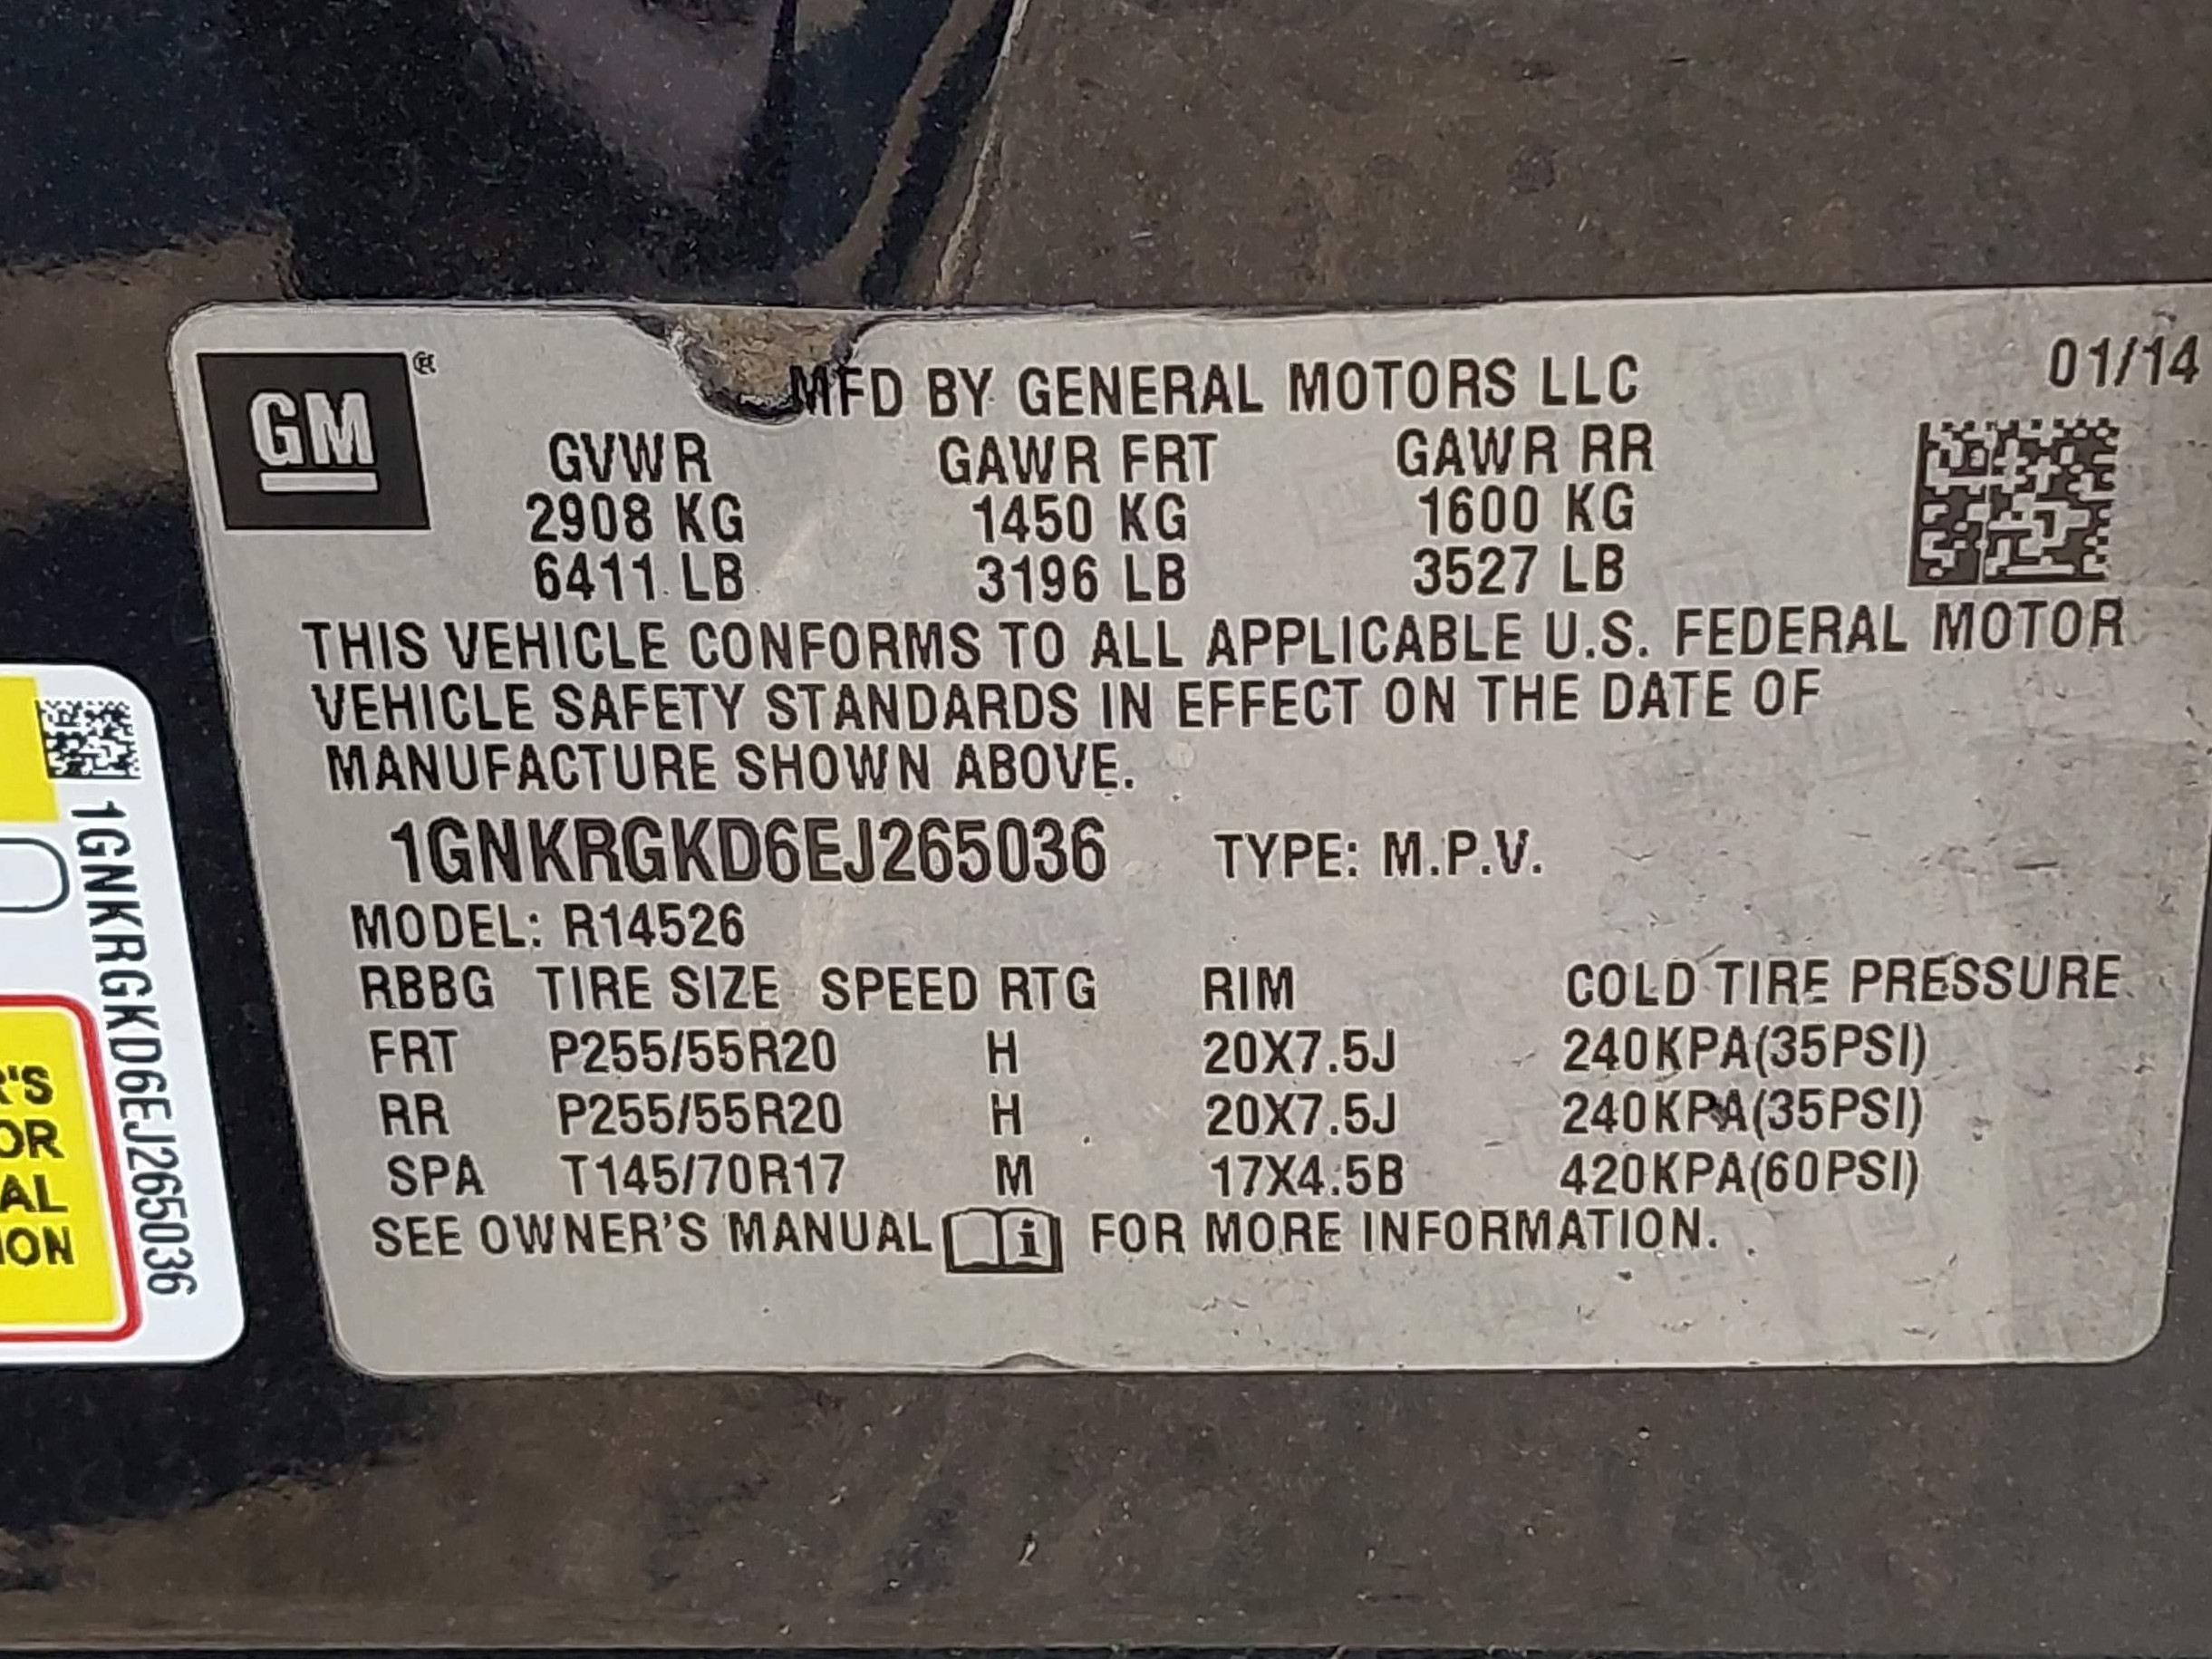 GM®
MFD BY GENERAL MOTORS LLC 01/14
GVWR GAWR FRT GAWR RR
2908 KG 1450 KG 1600 KG
6411 LB 3196 LB 3527 LB
THIS VEHICLE CONFORMS TO ALL APPLICABLE U.S. FEDERAL MOTOR
VEHICLE SAFETY STANDARDS IN EFFECT ON THE DATE OF
MANUFACTURE SHOWN ABOVE.
1GNKRGKD6EJ265036 TYPE: M.P.V.
MODEL: R14526
RBBG TIRE SIZE SPEED RTG RIM COLD TIRE PRESSURE
FRT P255/55R20 H 20X7.5J 240KPA(35PSI)
RR P255/55R20 H 20X7.5J 240KPA(35PSI)
SPA T145/70R17 M 17X4.5B 420KPA(60PSI)
SEE OWNER'S MANUAL i FOR MORE INFORMATION.
1GNKRGKD6EJ265036
'S
OR
AL
ION